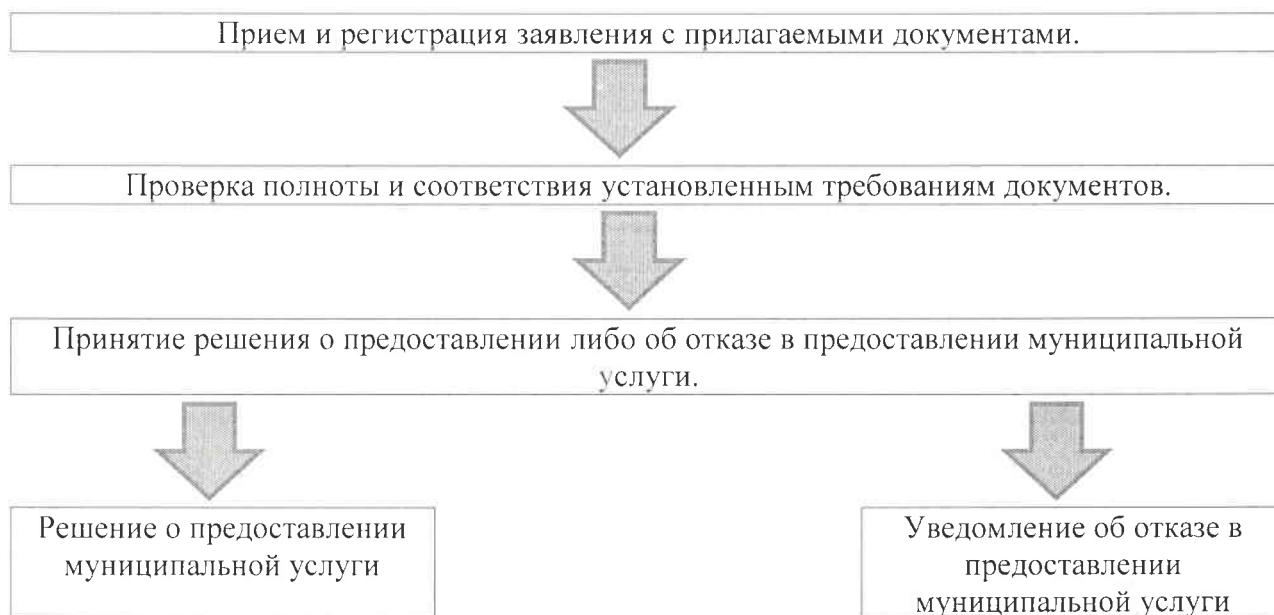 Прием и регистрация заявления с прилагаемыми документами.
Проверка полноты и соответствия установленным требованиям документов.
Принятие решения о предоставлении либо об отказе в предоставлении муниципальной
услуги.
Решение о предоставлении
муниципальной услуги
Уведомление об отказе в
предоставлении
муниципальной услуги